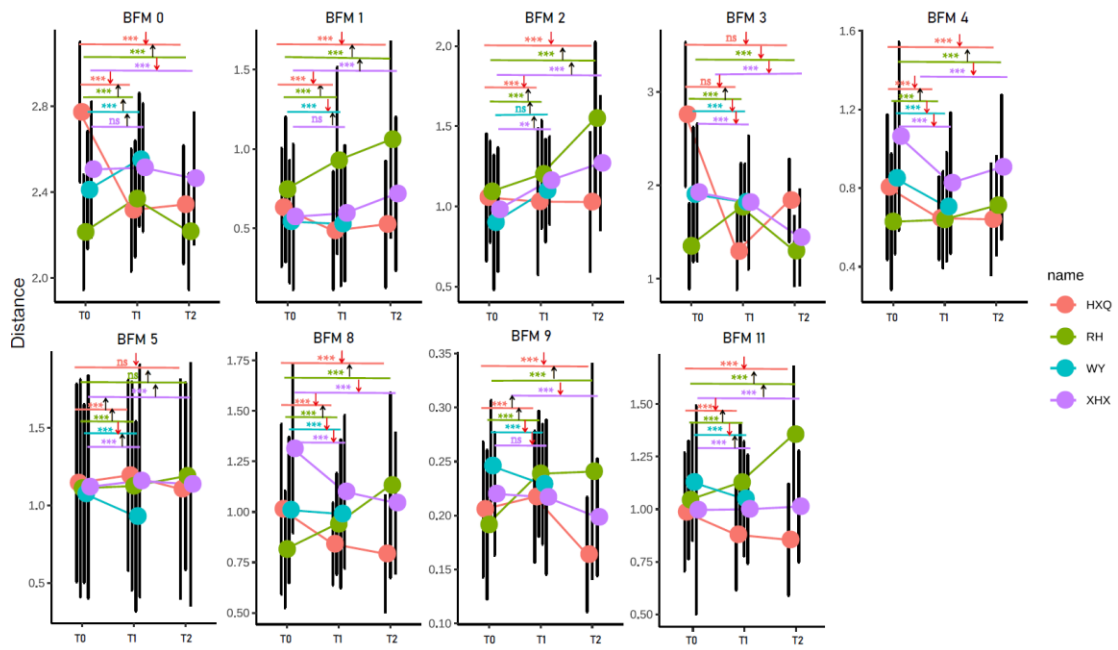 BFM 0
BFM 1
BFM 2
BFM 3
BFM 4
Distance
2.8
2.4
2.0
***
***
***
***
***
***
ns
T0
T1
T2
1.5
1.0
0.5
***
***
***
***
***
***
ns
T0
T1
T2
2.0
1.5
1.0
0.5
***
***
***
***
***
ns
**
T0
T1
T2
3
2
1
ns
***
***
ns
***
***
***
T0
T1
T2
1.6
1.2
0.8
0.4
***
***
***
***
***
***
***
T0
T1
T2
BFM 5
BFM 8
BFM 9
BFM 11
1.5
1.0
0.5
ns
ns
***
***
***
***
***
T0
T1
T2
1.75
1.50
1.25
1.00
0.75
0.50
***
***
***
***
***
***
***
T0
T1
T2
0.35
0.30
0.25
0.20
0.15
0.10
***
***
***
***
***
***
ns
T0
T1
T2
1.50
1.25
1.00
0.75
0.50
***
***
***
***
***
***
***
T0
T1
T2
name
HXQ
RH
WY
XHX